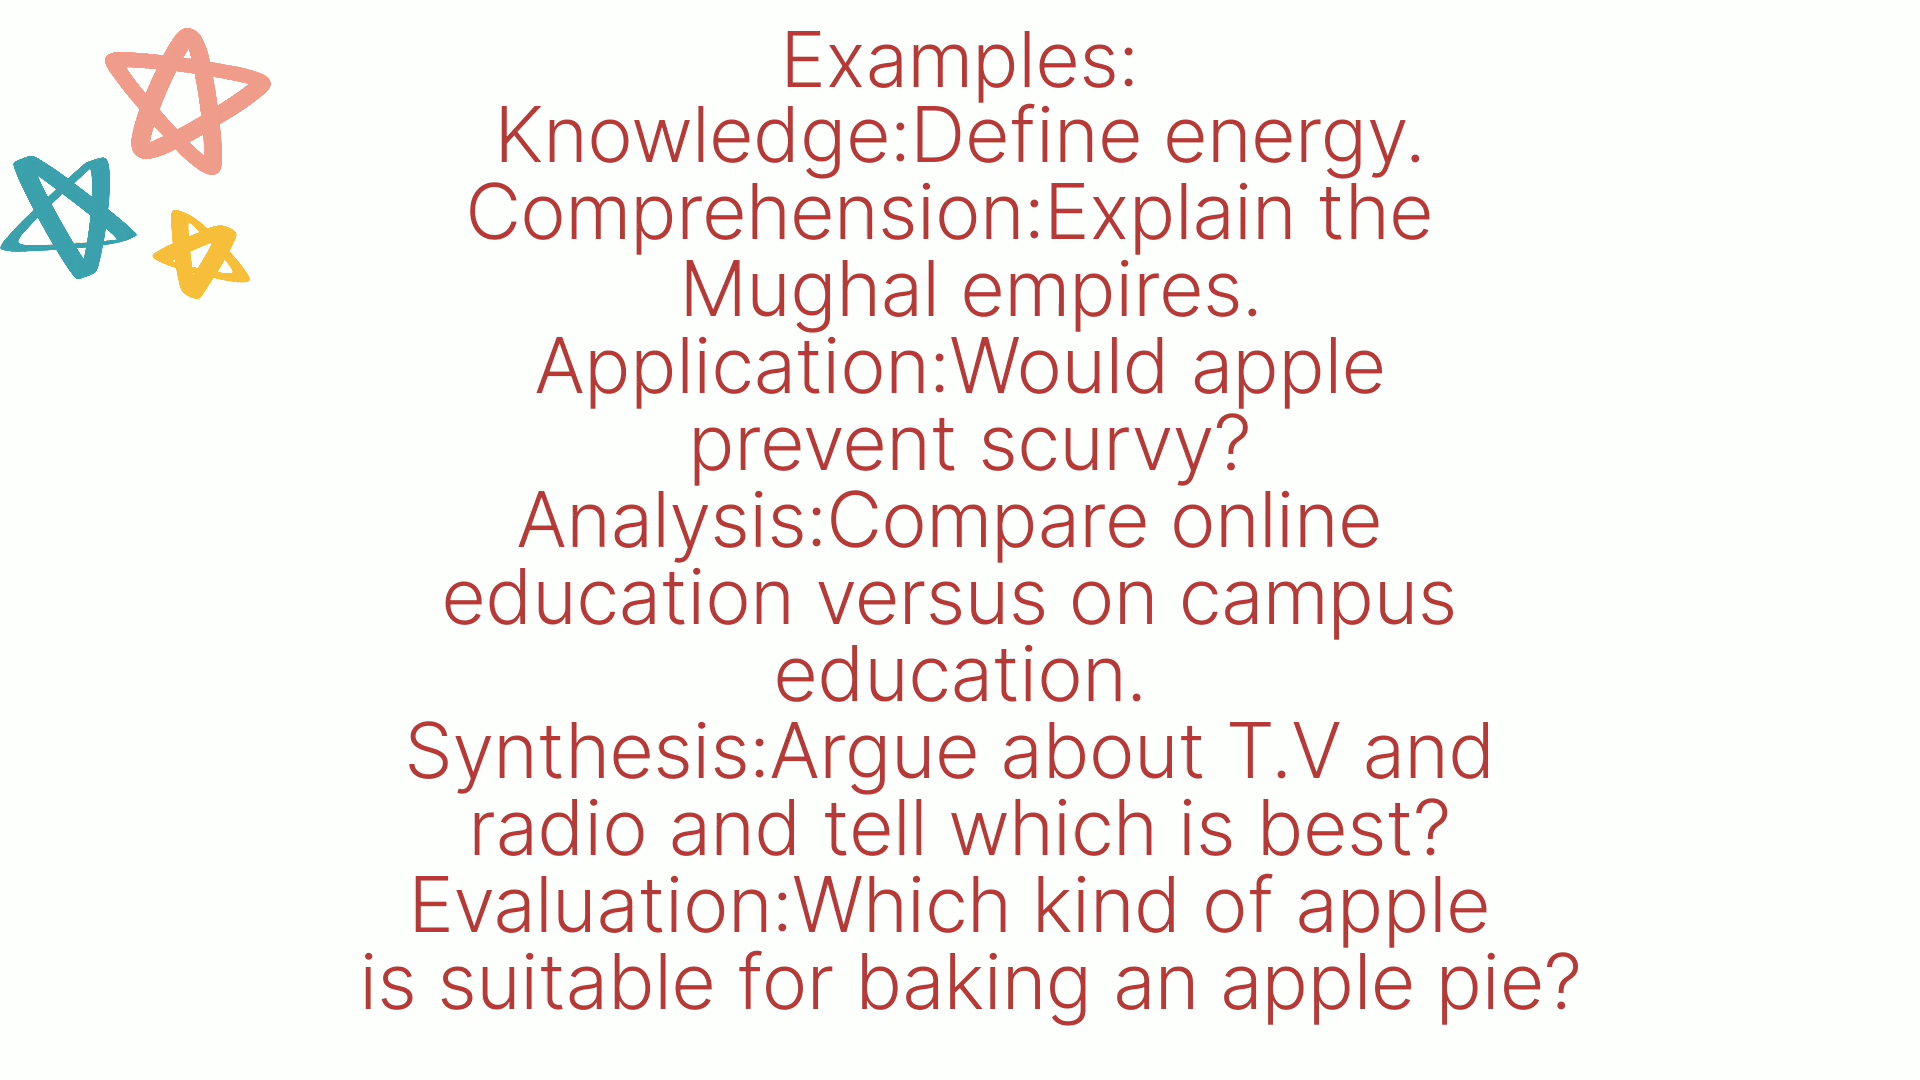 Examples:
Knowledge:Define energy.
Comprehension:Explain the
Mughal empires.
Application:Would apple
prevent scurvy?
Analysis:Compare online
education versus on campus
education.
Synthesis:Argue about T.V and
radio and tell which is best?
Evaluation:Which kind of apple
is suitable for baking an apple pie?